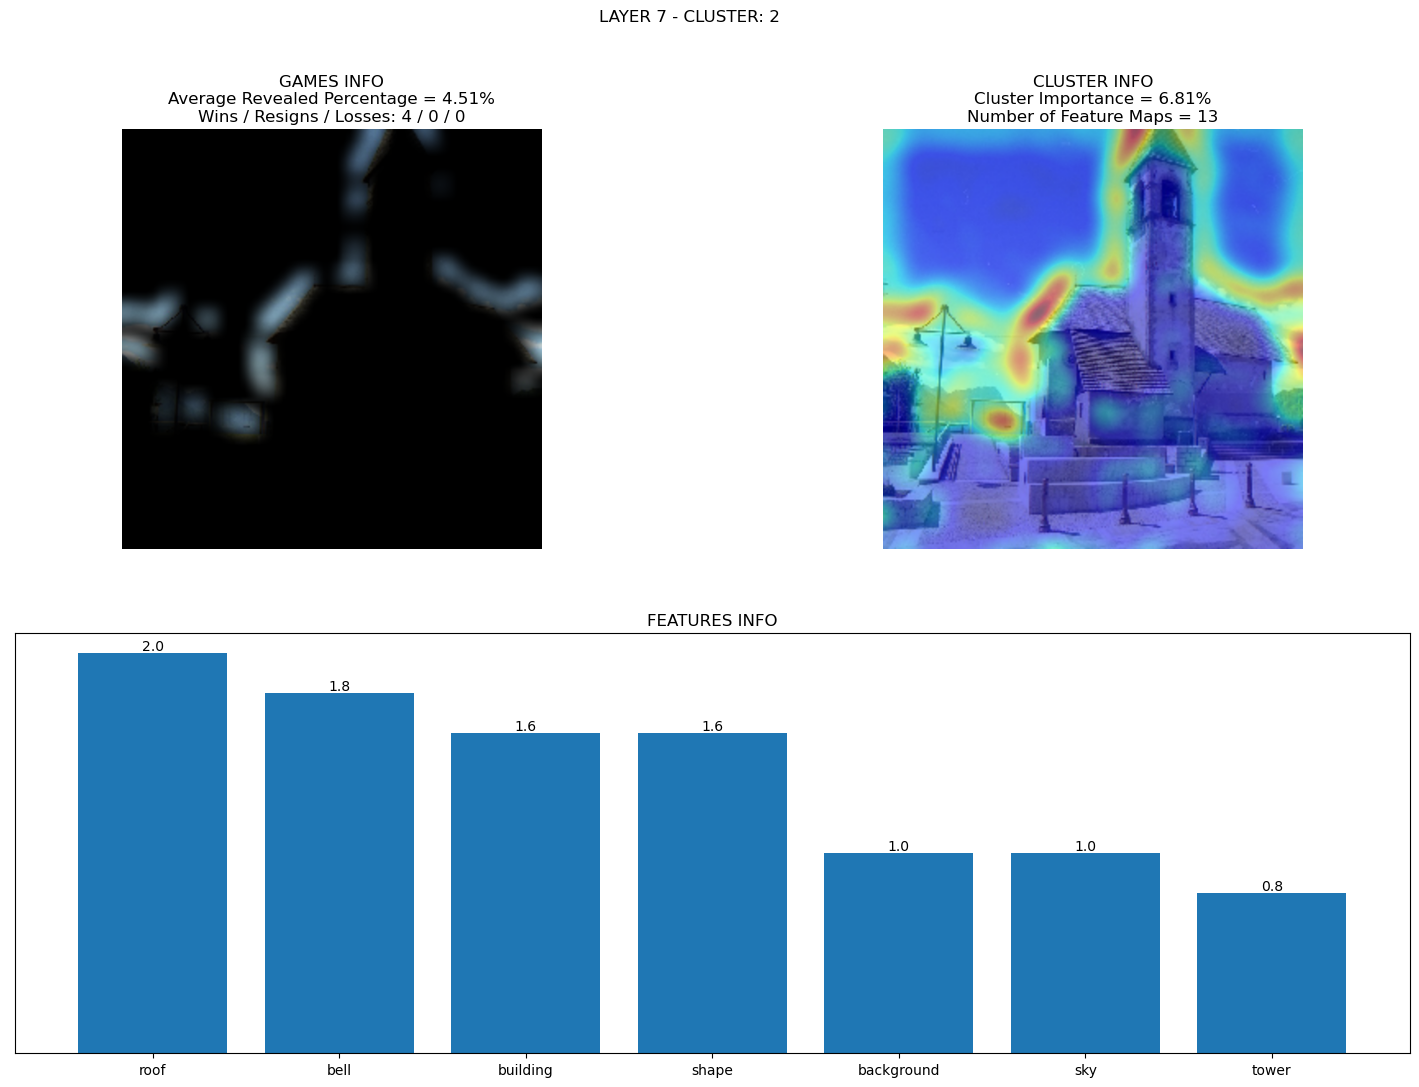 LAYER 7 - CLUSTER: 2
GAMES INFO
Average Revealed Percentage = 4.51%
Wins / Resigns / Losses: 4 / 0 / 0
CLUSTER INFO
Cluster Importance = 6.81%
Number of Feature Maps = 13
FEATURES INFO
2.0
1.8
1.6
1.6
1.0
1.0
0.8
roof
bell
building
shape
background
sky
tower